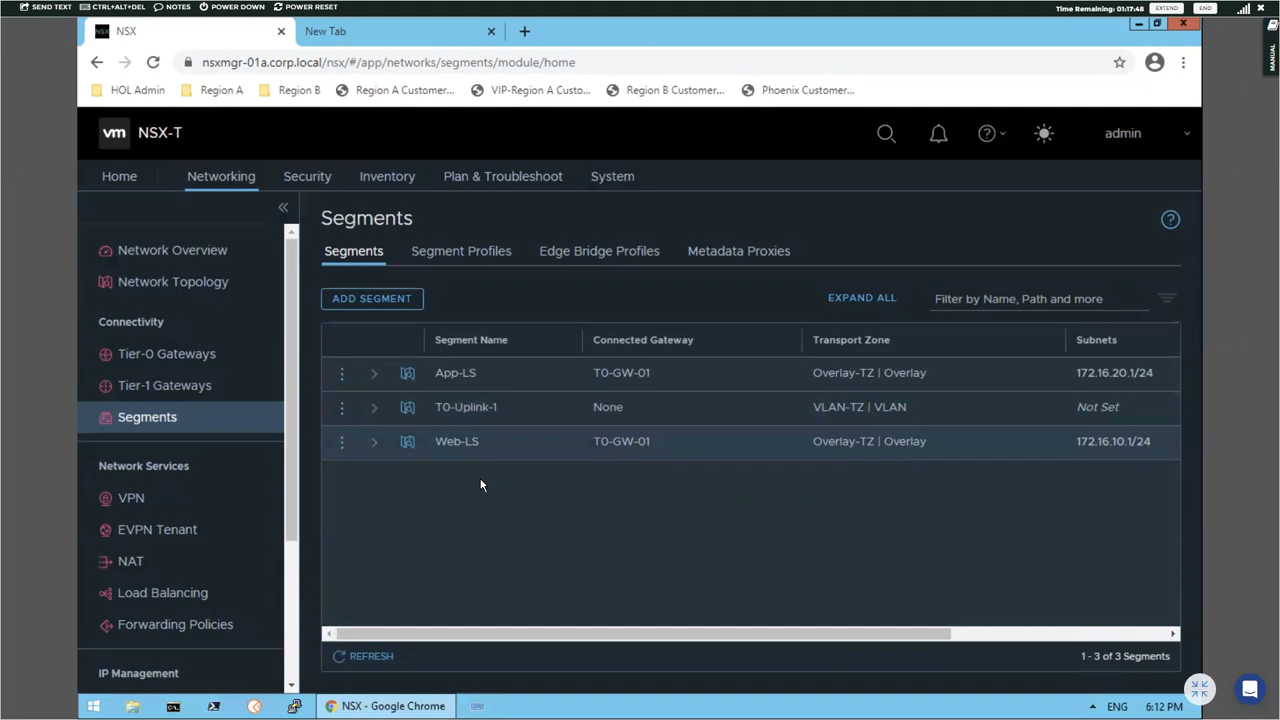 SEND TEXT CTRL+ALT+DEL NOTES POWER DOWN POWER RESET Time Remaining: 01:17:48 EXTEND END
MANUAL
NSX NSX New Tab
nsxmgr-01a.corp.local/nsx/#/app/networks/segments/module/home
HOL Admin Region A Region B Region A Customer... VIP-Region A Custo... Region B Customer... Phoenix Customer...
vm NSX-T admin
Home Networking Security Inventory Plan & Troubleshoot System
Network Overview
Network Topology
Connectivity
Tier-0 Gateways
Tier-1 Gateways
Segments
Network Services
VPN
EVPN Tenant
NAT
Load Balancing
Forwarding Policies
IP Management
Segments
Segments Segment Profiles Edge Bridge Profiles Metadata Proxies
ADD SEGMENT EXPAND ALL Filter by Name, Path and more
Segment Name Connected Gateway Transport Zone Subnets
App-LS T0-GW-01 Overlay-TZ | Overlay 172.16.20.1/24
T0-Uplink-1 None VLAN-TZ | VLAN Not Set
Web-LS T0-GW-01 Overlay-TZ | Overlay 172.16.10.1/24
REFRESH 1 - 3 of 3 Segments
NSX - Google Chrome ENG 6:12 PM